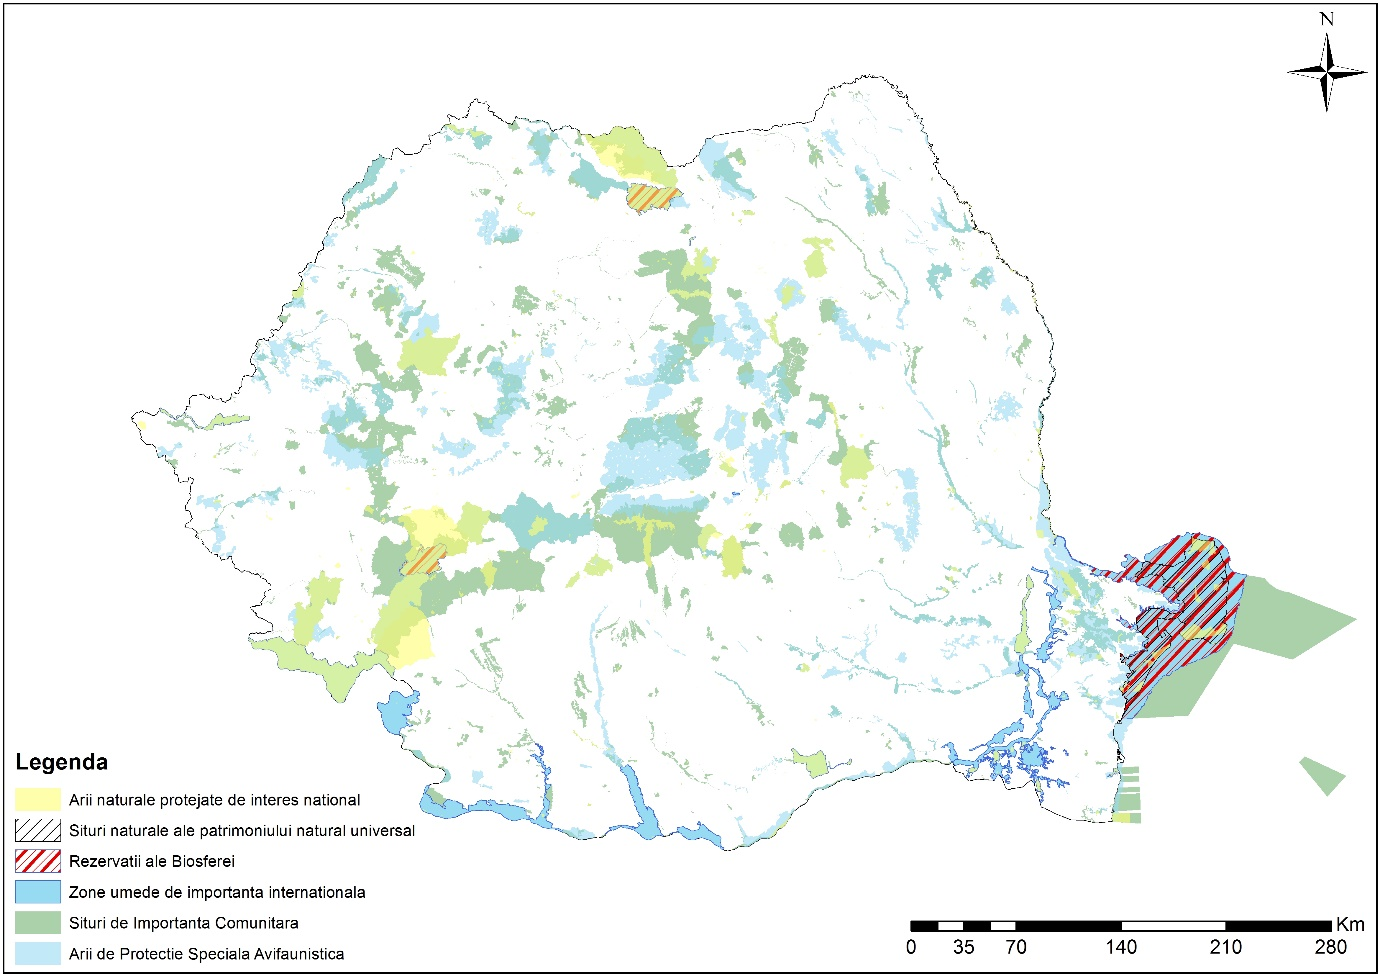 N
Legenda
Arii naturale protejate de interes national
Situri naturale ale patrimoniului natural universal
Rezervatii ale Biosferei
Zone umede de importanta internationala
Situri de Importanta Comunitara
Arii de Protectie Speciala Avifaunistica
Km
0 35 70 140 210 280